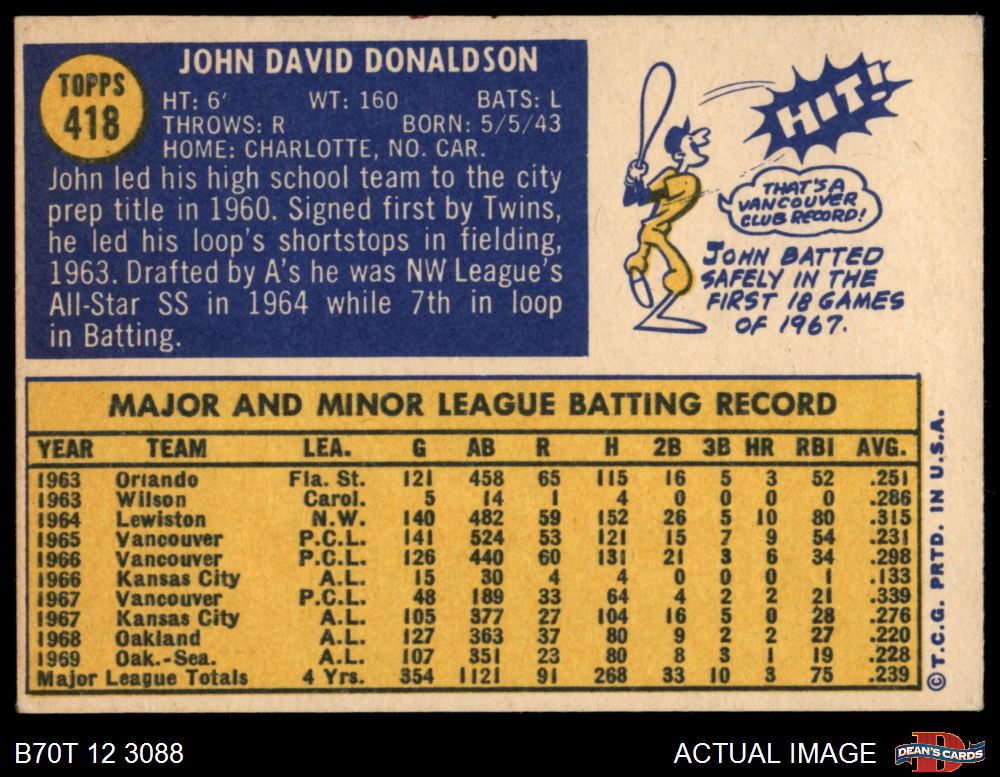 TOPPS
418
JOHN DAVID DONALDSON
HT: 6' WT: 160 BATS: L
THROWS: R BORN: 5/5/43
HOME: CHARLOTTE, NO. CAR.
John led his high school team to the city
prep title in 1960. Signed first by Twins,
he led his loop's shortstops in fielding,
1963. Drafted by A's he was NW League's
All-Star SS in 1964 while 7th in loop
in Batting.
HIT!
THAT'S A
VANCOUVER
CLUB RECORD!
JOHN BATTED
SAFELY IN THE
FIRST 18 GAMES
OF 1967.
MAJOR AND MINOR LEAGUE BATTING RECORD
YEAR TEAM LEA. G AB R H 2B 3B HR RBI AVG.
1963 Orlando Fla. St. 121 458 65 115 16 5 3 52 .251
1963 Wilson Carol. 5 14 1 4 0 0 0 0 .286
1964 Lewiston N.W. 140 482 59 152 26 5 10 80 .315
1965 Vancouver P.C.L. 141 524 53 121 15 7 9 54 .231
1966 Vancouver P.C.L. 126 440 60 131 21 3 6 34 .298
1966 Kansas City A.L. 15 30 4 4 0 0 0 1 .133
1967 Vancouver P.C.L. 48 189 33 64 4 2 2 21 .339
1967 Kansas City A.L. 105 377 27 104 16 5 0 28 .276
1968 Oakland A.L. 127 363 37 80 9 2 2 27 .220
1969 Oak.-Sea. A.L. 107 351 23 80 8 3 1 19 .228
Major League Totals 4 Yrs. 354 1121 91 268 33 10 3 75 .239
© T.C.G. PRTD. IN U.S.A.
B70T 12 3088
ACTUAL IMAGE
D
DEAN'S CARDS